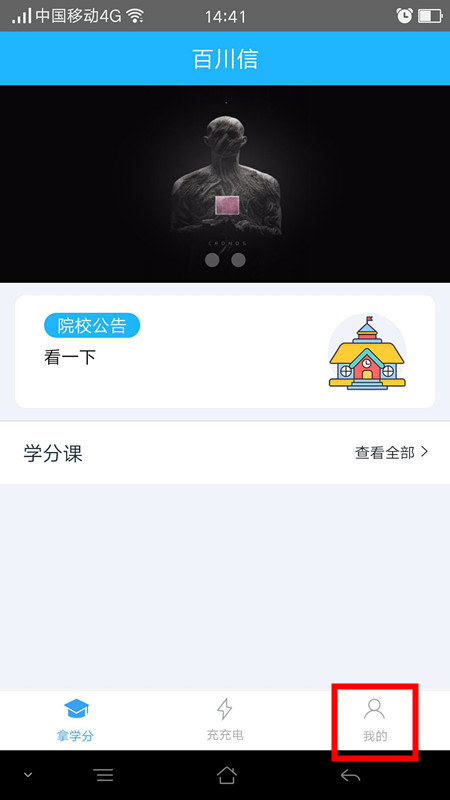 中国移动4G 14:41
百川信
CRONOS
院校公告
看一下
学分课 查看全部
拿学分 充充电 我的